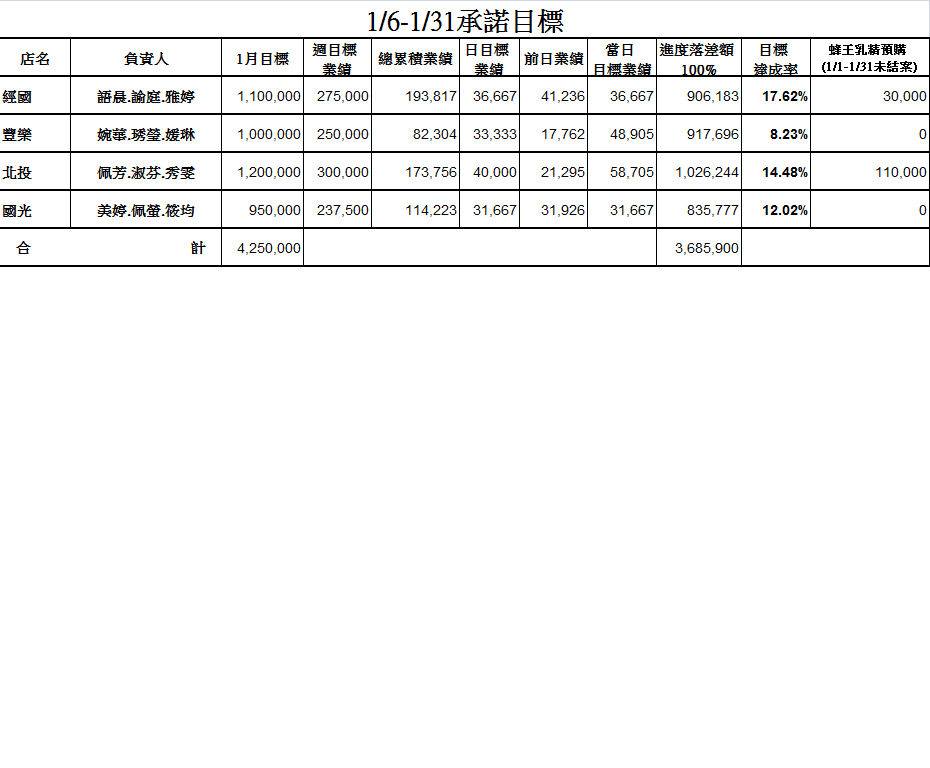 1/6-1/31承諾目標
店名 負責人 1月目標 週目標業績 總累積業績 日目標業績 前日業績 當日目標業績 進度落差額100% 目標達成率 蜂王乳精預購(1/1-1/31未結案)
經國 語晨.諭庭.雅婷 1,100,000 275,000 193,817 36,667 41,236 36,667 906,183 17.62% 30,000
豐樂 婉華.琇瑩.媛琳 1,000,000 250,000 82,304 33,333 17,762 48,905 917,696 8.23% 0
北投 佩芳.淑芬.秀雯 1,200,000 300,000 173,756 40,000 21,295 58,705 1,026,244 14.48% 110,000
國光 美婷.佩螢.筱均 950,000 237,500 114,223 31,667 31,926 31,667 835,777 12.02% 0
合 計 4,250,000 3,685,900